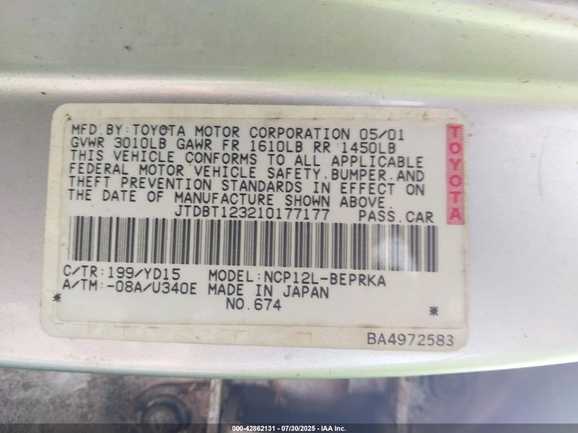 MFD.BY:TOYOTA MOTOR CORPORATION 05/01
GVWR 3010LB GAWR FR 1610LB RR 1450LB
THIS VEHICLE CONFORMS TO ALL APPLICABLE
FEDERAL MOTOR VEHICLE SAFETY.BUMPER.AND
THEFT PREVENTION STANDARDS IN EFFECT ON
THE DATE OF MANUFACTURE SHOWN ABOVE.
JTDBT123210177177 PASS.CAR
TOYOTA
C/TR:199/YD15 MODEL:NCP12L-BEPRKA
A/TM:-08A/U340E MADE IN JAPAN
* NO.674 *
BA4972583
000-42862131 - 07/30/2025 - IAA Inc.